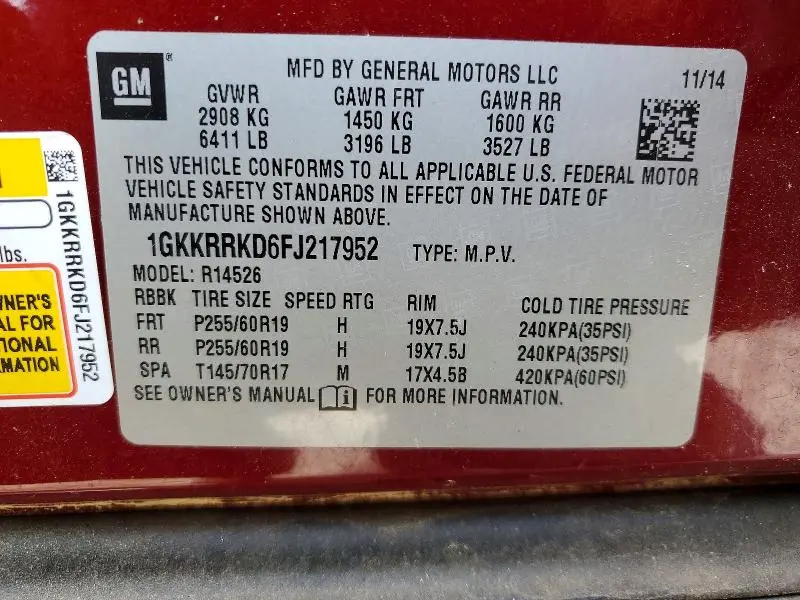 GM
MFD BY GENERAL MOTORS LLC
11/14
GVWR GAWR FRT GAWR RR
2908 KG 1450 KG 1600 KG
6411 LB 3196 LB 3527 LB
THIS VEHICLE CONFORMS TO ALL APPLICABLE U.S. FEDERAL MOTOR
VEHICLE SAFETY STANDARDS IN EFFECT ON THE DATE OF
MANUFACTURE SHOWN ABOVE.
1GKKRRKD6FJ217952 TYPE: M.P.V.
MODEL: R14526
RBBK TIRE SIZE SPEED RTG RIM COLD TIRE PRESSURE
FRT P255/60R19 H 19X7.5J 240KPA(35PSI)
RR P255/60R19 H 19X7.5J 240KPA(35PSI)
SPA T145/70R17 M 17X4.5B 420KPA(60PSI)
SEE OWNER'S MANUAL FOR MORE INFORMATION.
1GKKRRKD6FJ217952
lbs.
WNER'S
AL FOR
TIONAL
RMATION